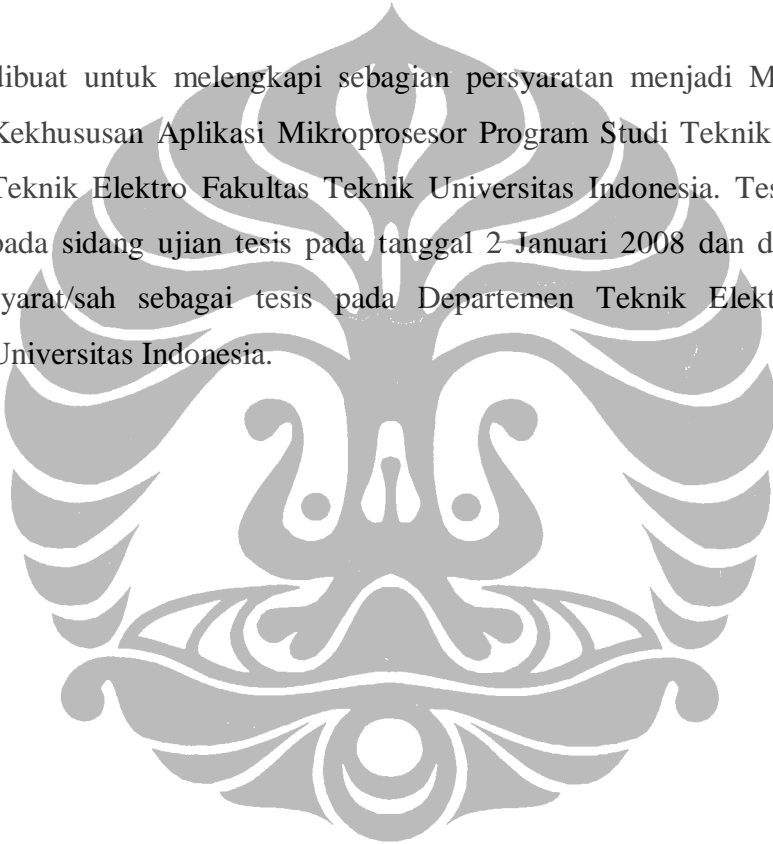 dibuat untuk melengkapi sebagian persyaratan menjadi M
Kekhususan Aplikasi Mikroprosesor Program Studi Teknik
Teknik Elektro Fakultas Teknik Universitas Indonesia. Tes
pada sidang ujian tesis pada tanggal 2 Januari 2008 dan d
yarat/sah sebagai tesis pada Departemen Teknik Elekt
Universitas Indonesia.